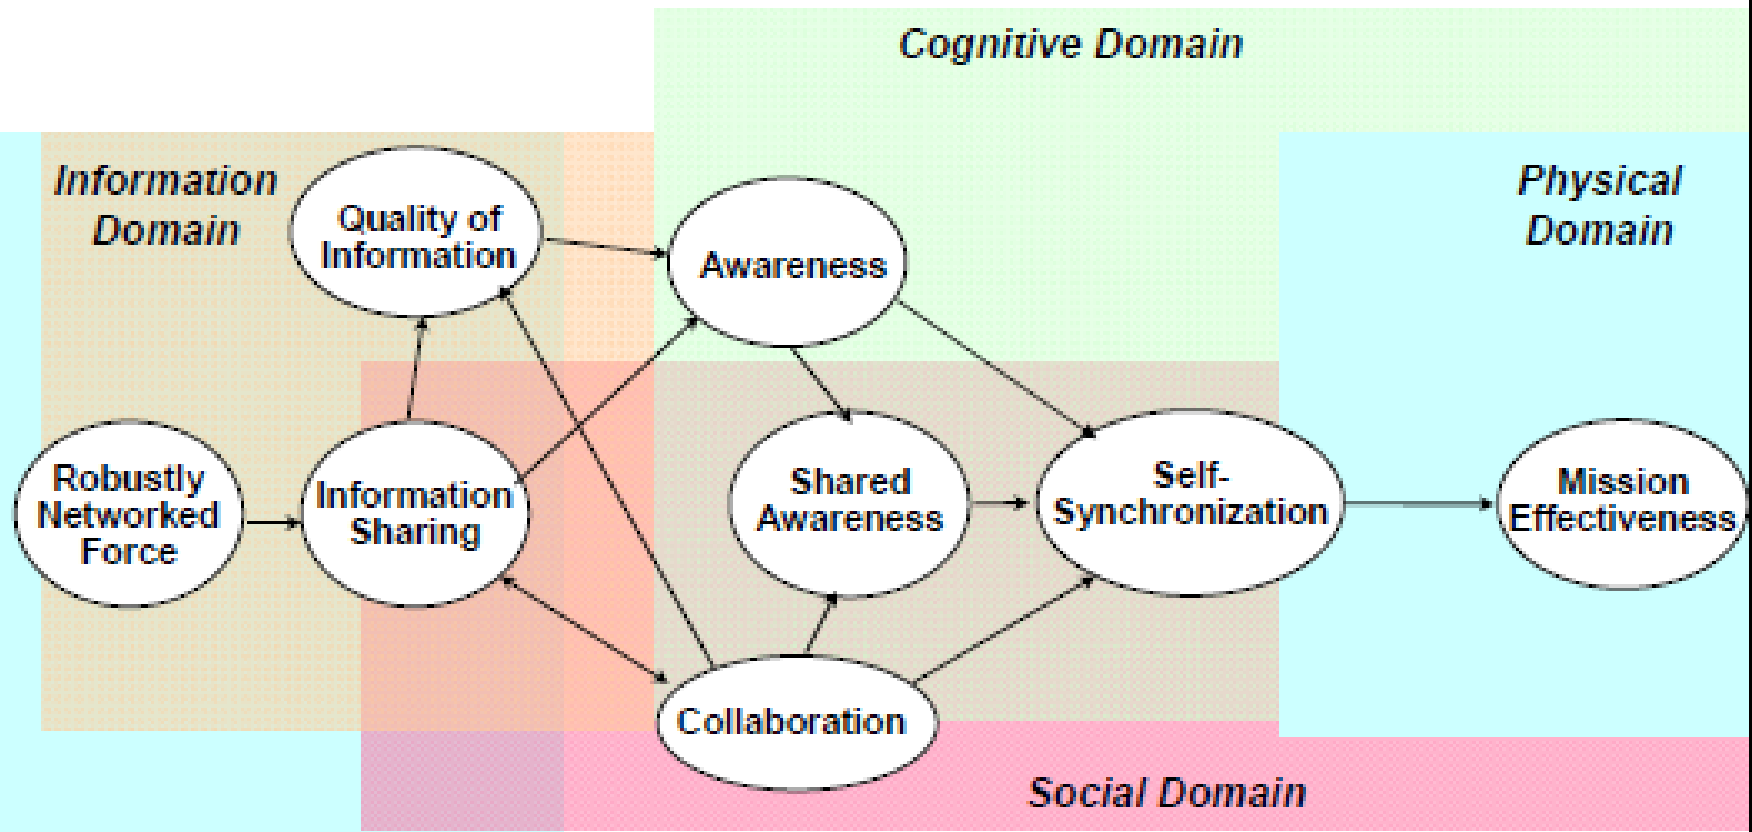 Cognitive Domain
Information
Domain
Physical
Domain
Quality of
Information
Awareness
Robustly
Networked
Force
Information
Sharing
Shared
Awareness
Self-
Synchronization
Mission
Effectiveness
Collaboration
Social Domain